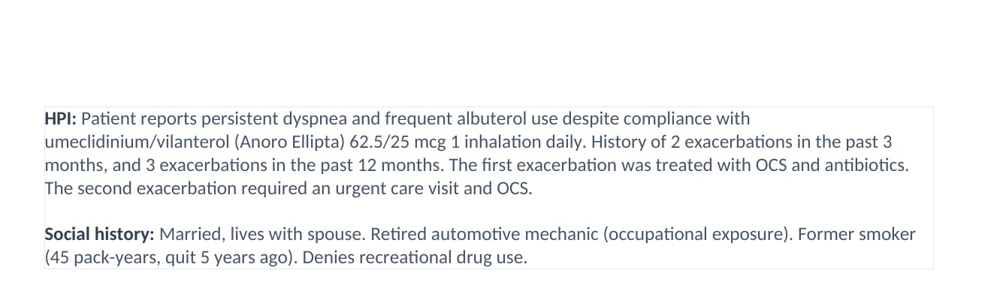 HPI: Patient reports persistent dyspnea and frequent albuterol use despite compliance with
umeclidinium/vilanterol (Anoro Ellipta) 62.5/25 mcg 1 inhalation daily. History of 2 exacerbations in the past 3
months, and 3 exacerbations in the past 12 months. The first exacerbation was treated with OCS and antibiotics.
The second exacerbation required an urgent care visit and OCS.
Social history: Married, lives with spouse. Retired automotive mechanic (occupational exposure). Former smoker
(45 pack-years, quit 5 years ago). Denies recreational drug use.